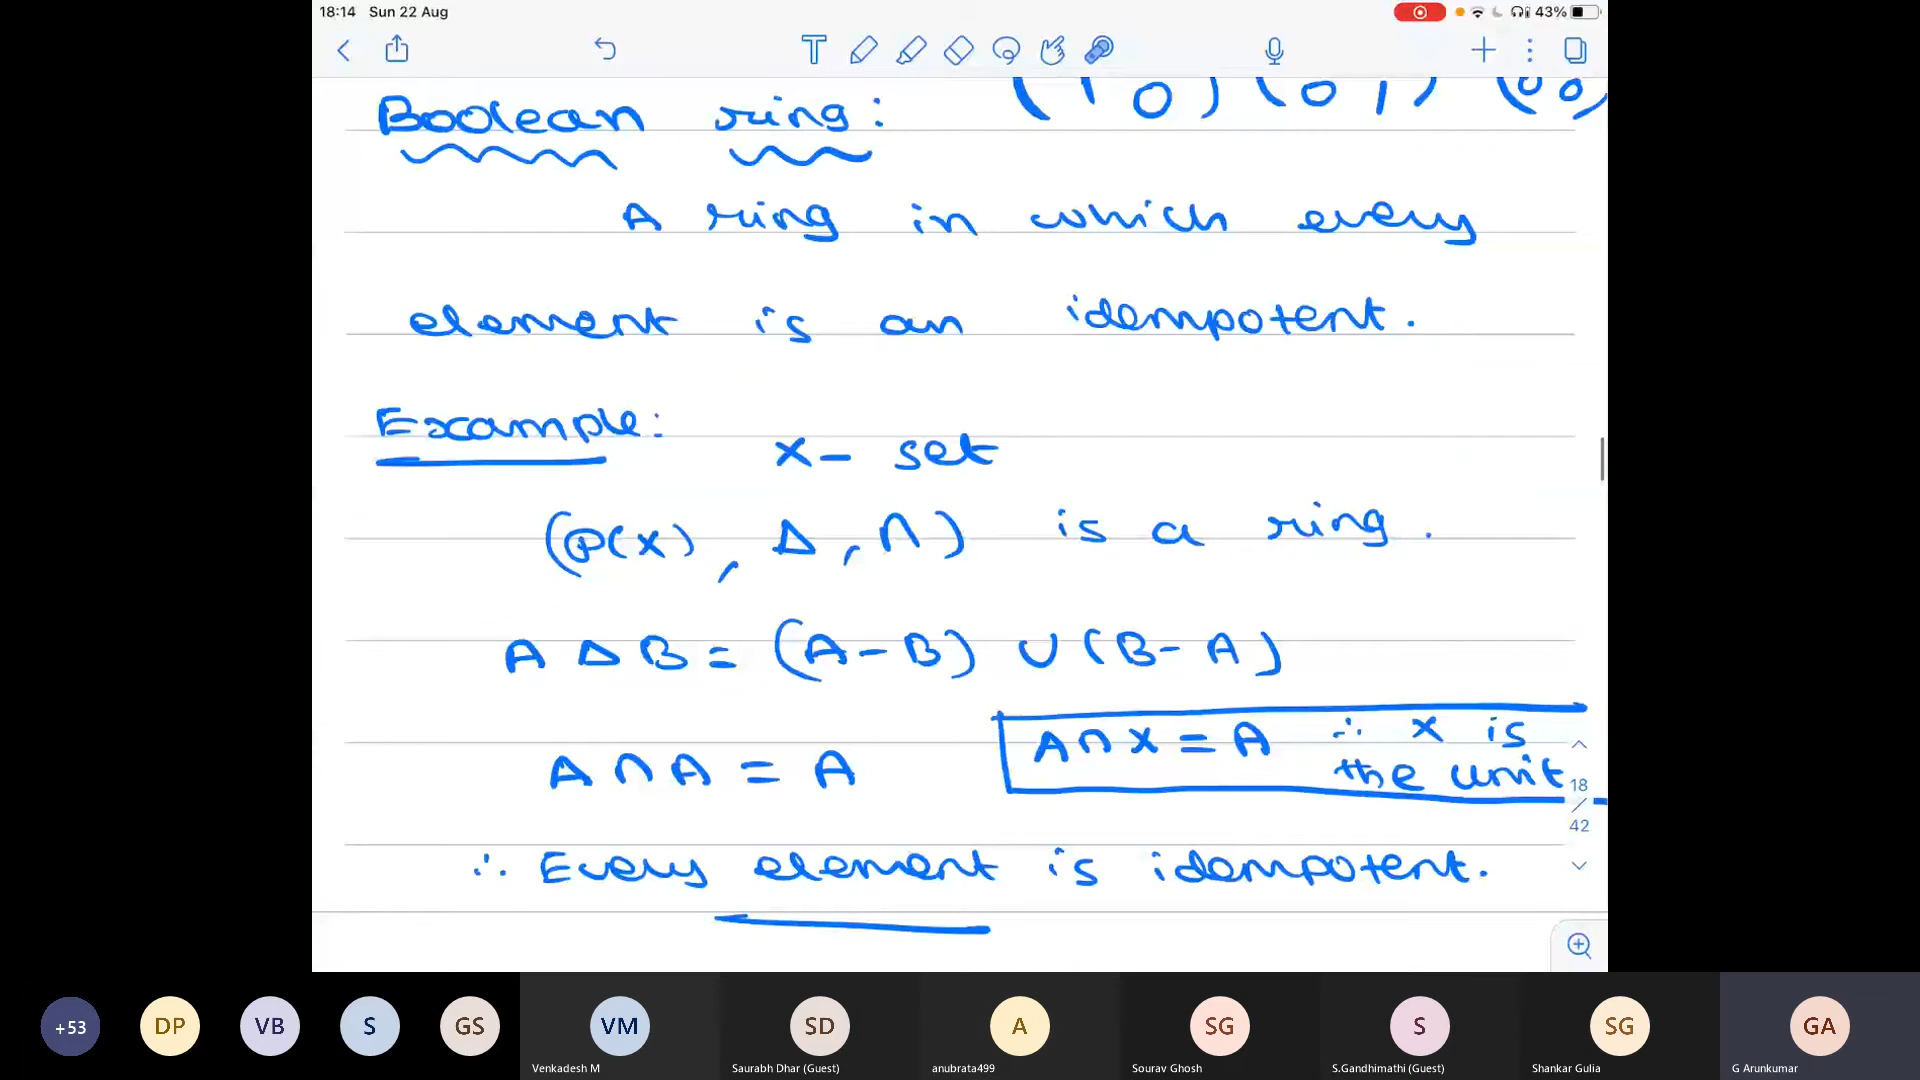 18:14 Sun 22 Aug
43%
T
Boolean ring:
A ring in which every
element is an idempotent.
Example:
X - set
(P(X), Δ, ∩) is a ring.
A Δ B = (A - B) ∪ (B - A)
A ∩ X = A ∴ X is
the unit
A ∩ A = A
18
42
∴ Every element is idempotent.
+53 DP VB S GS VM SD A SG S SG GA
Venkadesh M Saurabh Dhar (Guest) anubrata499 Sourav Ghosh S.Gandhimathi (Guest) Shankar Gulia G Arunkumar